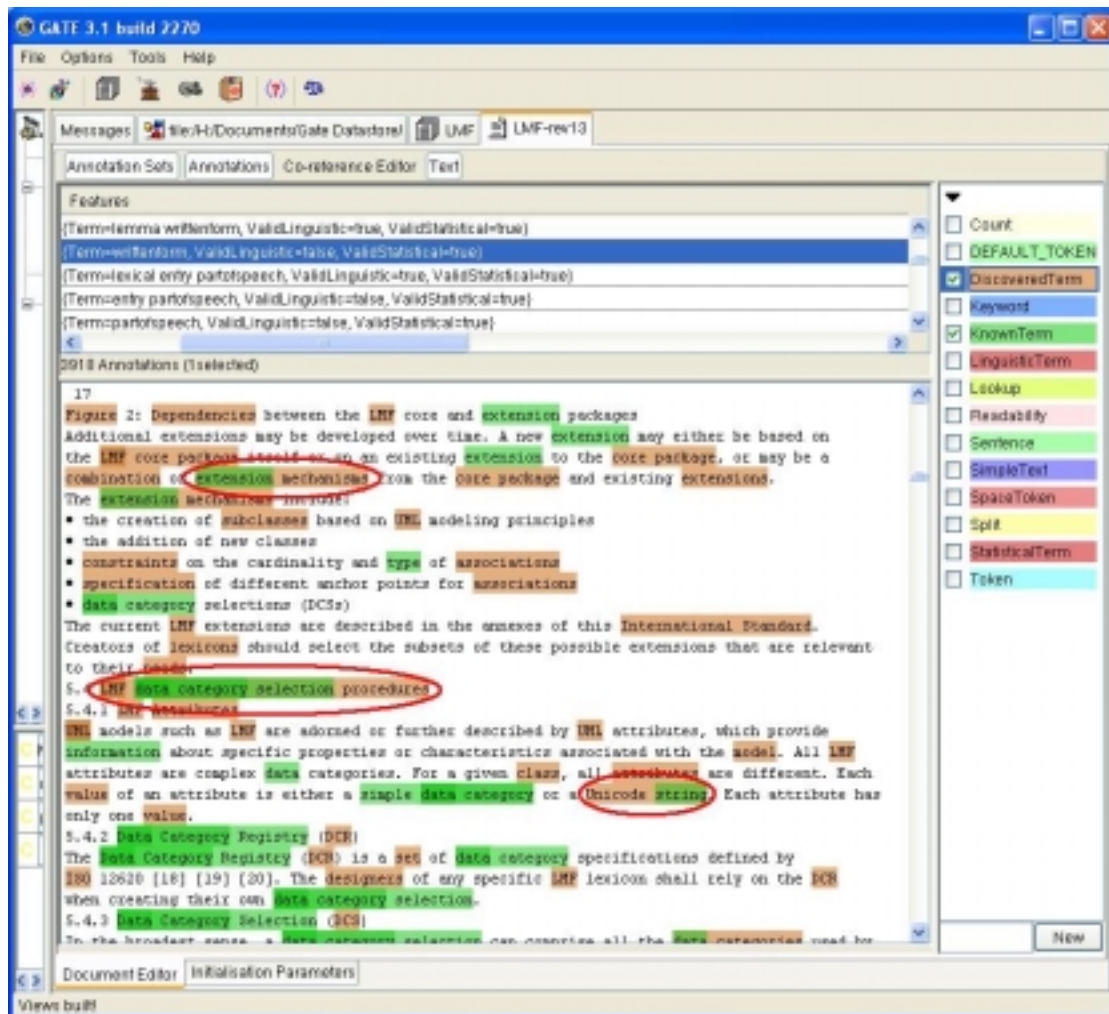 GATE 3.1 build 2270
File Options Tools Help
Messages file:/H:/Documents/Gate Datastore/ LMF LMF-rev13
Annotation Sets Annotations Co-reference Editor Text
Features
{Term=lemma writtenform, ValidLinguistic=true, ValidStatistical=true}
{Term=writtenform, ValidLinguistic=false, ValidStatistical=true}
{Term=lexical entry partofspeech, ValidLinguistic=true, ValidStatistical=true}
{Term=entry partofspeech, ValidLinguistic=false, ValidStatistical=true}
{Term=partofspeech, ValidLinguistic=false, ValidStatistical=true}
3918 Annotations (1selected)
17
Figure 2: Dependencies between the LMF core and extension packages
Additional extensions may be developed over time. A new extension may either be based on
the LMF core package itself or on an existing extension to the core package, or may be a
combination of extension mechanisms from the core package and existing extensions.
The extension mechanisms include:
• the creation of subclasses based on UML modeling principles
• the addition of new classes
• constraints on the cardinality and type of associations
• specification of different anchor points for associations
• data category selections (DCSs)
The current LMF extensions are described in the annexes of this International Standard.
Creators of lexicons should select the subsets of these possible extensions that are relevant
to their needs.
5.4 LMF data category selection procedures
5.4.1 LMF Attributes
UML models such as LMF are adorned or further described by UML attributes, which provide
information about specific properties or characteristics associated with the model. All LMF
attributes are complex data categories. For a given class, all attributes are different. Each
value of an attribute is either a simple data category or a Unicode string. Each attribute has
only one value.
5.4.2 Data Category Registry (DCR)
The Data Category Registry (DCR) is a set of data category specifications defined by
ISO 12620 [18] [19] [20]. The designers of any specific LMF lexicon shall rely on the DCR
when creating their own data category selection.
5.4.3 Data Category Selection (DCS)
In the broadest sense, a data category selection can comprise all the data categories used by
Count
DEFAULT_TOKEN
DiscoveredTerm
Keyword
KnownTerm
LinguisticTerm
Lookup
Readability
Sentence
SimpleText
SpaceToken
Split
StatisticalTerm
Token
New
Document Editor Initialisation Parameters
Views built!